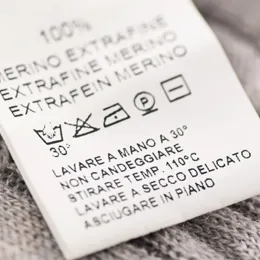 100%
MERINO EXTRAFINE
EXTRAFINE MERINO
EXTRAFEIN MERINO
P
30°
LAVARE A MANO A 30°
NON CANDEGGIARE
STIRARE TEMP. 110°C
LAVARE A SECCO DELICATO
ASCIUGARE IN PIANO